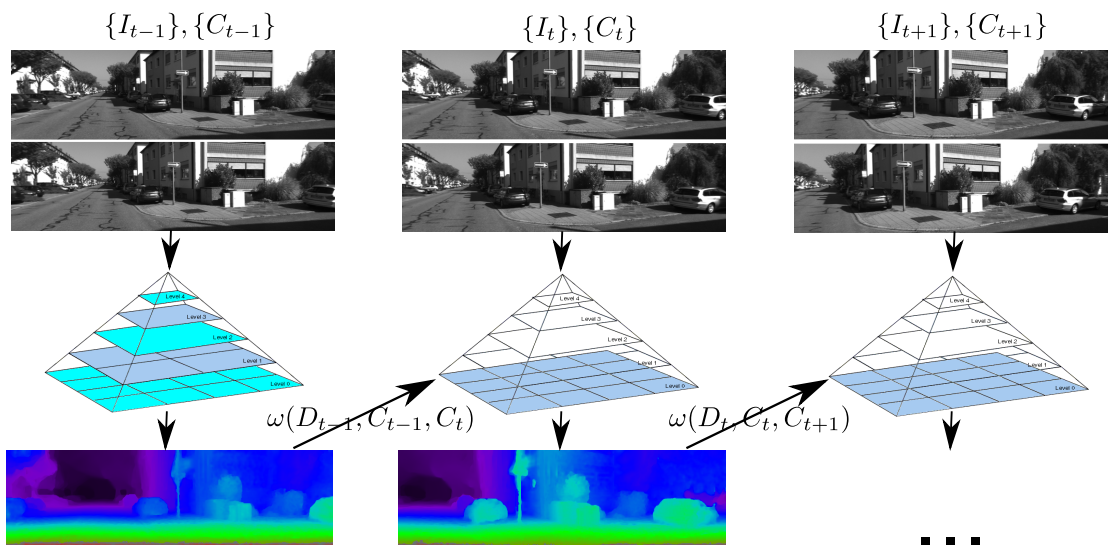 {I_{t-1}}, {C_{t-1}}
{I_t}, {C_t}
{I_{t+1}}, {C_{t+1}}
Level 4
Level 3
Level 2
Level 1
Level 0
Level 4
Level 3
Level 2
Level 1
Level 0
Level 4
Level 3
Level 2
Level 1
Level 0
ω(D_{t-1}, C_{t-1}, C_t)
ω(D_t, C_t, C_{t+1})
...